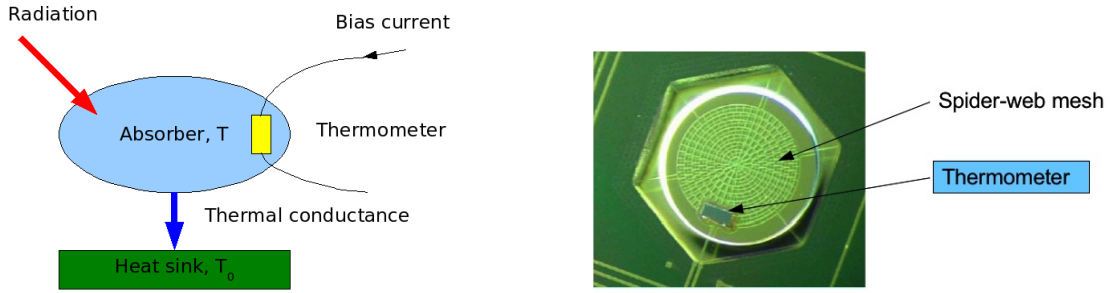 Radiation
Bias current
Absorber, T
Thermometer
Thermal conductance
Heat sink, T₀
Spider-web mesh
Thermometer